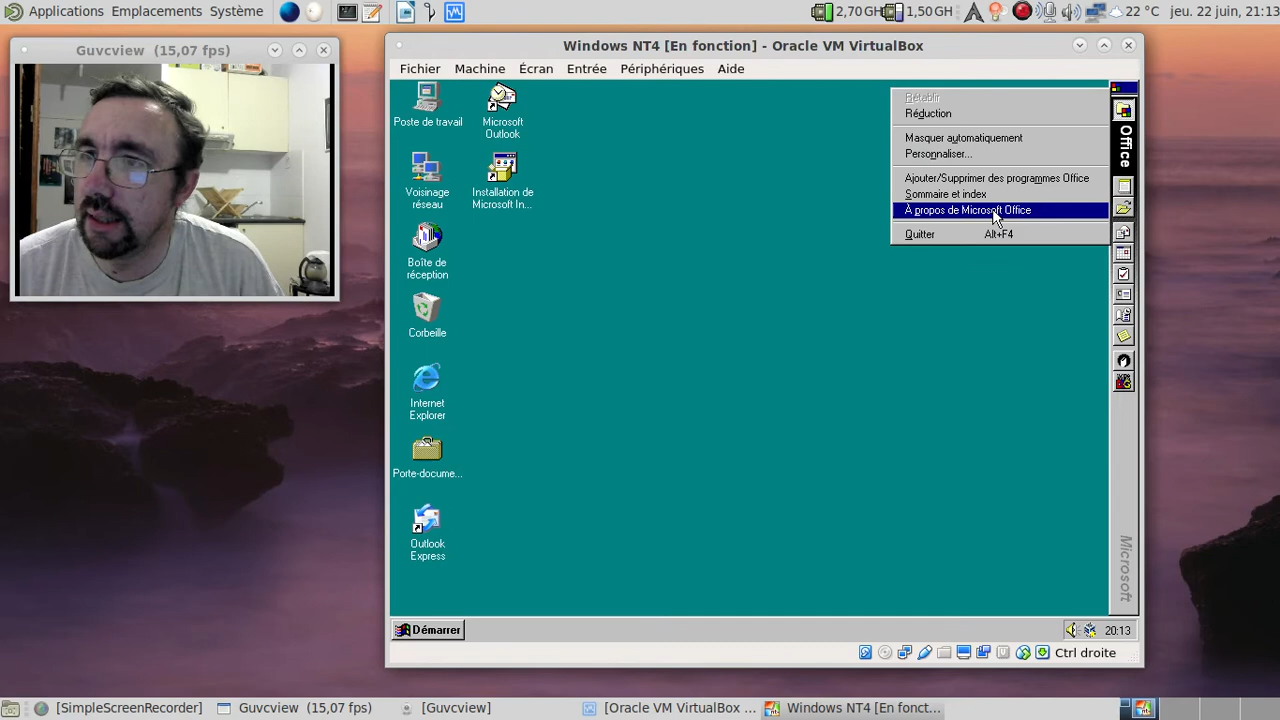 Applications Emplacements Système
2,70 GH 1,50 GH 22 °C jeu. 22 juin, 21:13
Guvcview (15,07 fps)
Windows NT4 [En fonction] - Oracle VM VirtualBox
Fichier Machine Écran Entrée Périphériques Aide
Poste de travail
Microsoft
Outlook
Voisinage
réseau
Installation de
Microsoft In...
Boîte de
réception
Corbeille
Internet
Explorer
Porte-docume...
Outlook
Express
Rétablir
Réduction
Masquer automatiquement
Personnaliser...
Ajouter/Supprimer des programmes Office
Sommaire et index
À propos de Microsoft Office
Quitter Alt+F4
Office
Microsoft
Démarrer
20:13
Ctrl droite
[SimpleScreenRecorder] Guvcview (15,07 fps) [Guvcview] [Oracle VM VirtualBox ... Windows NT4 [En fonct...